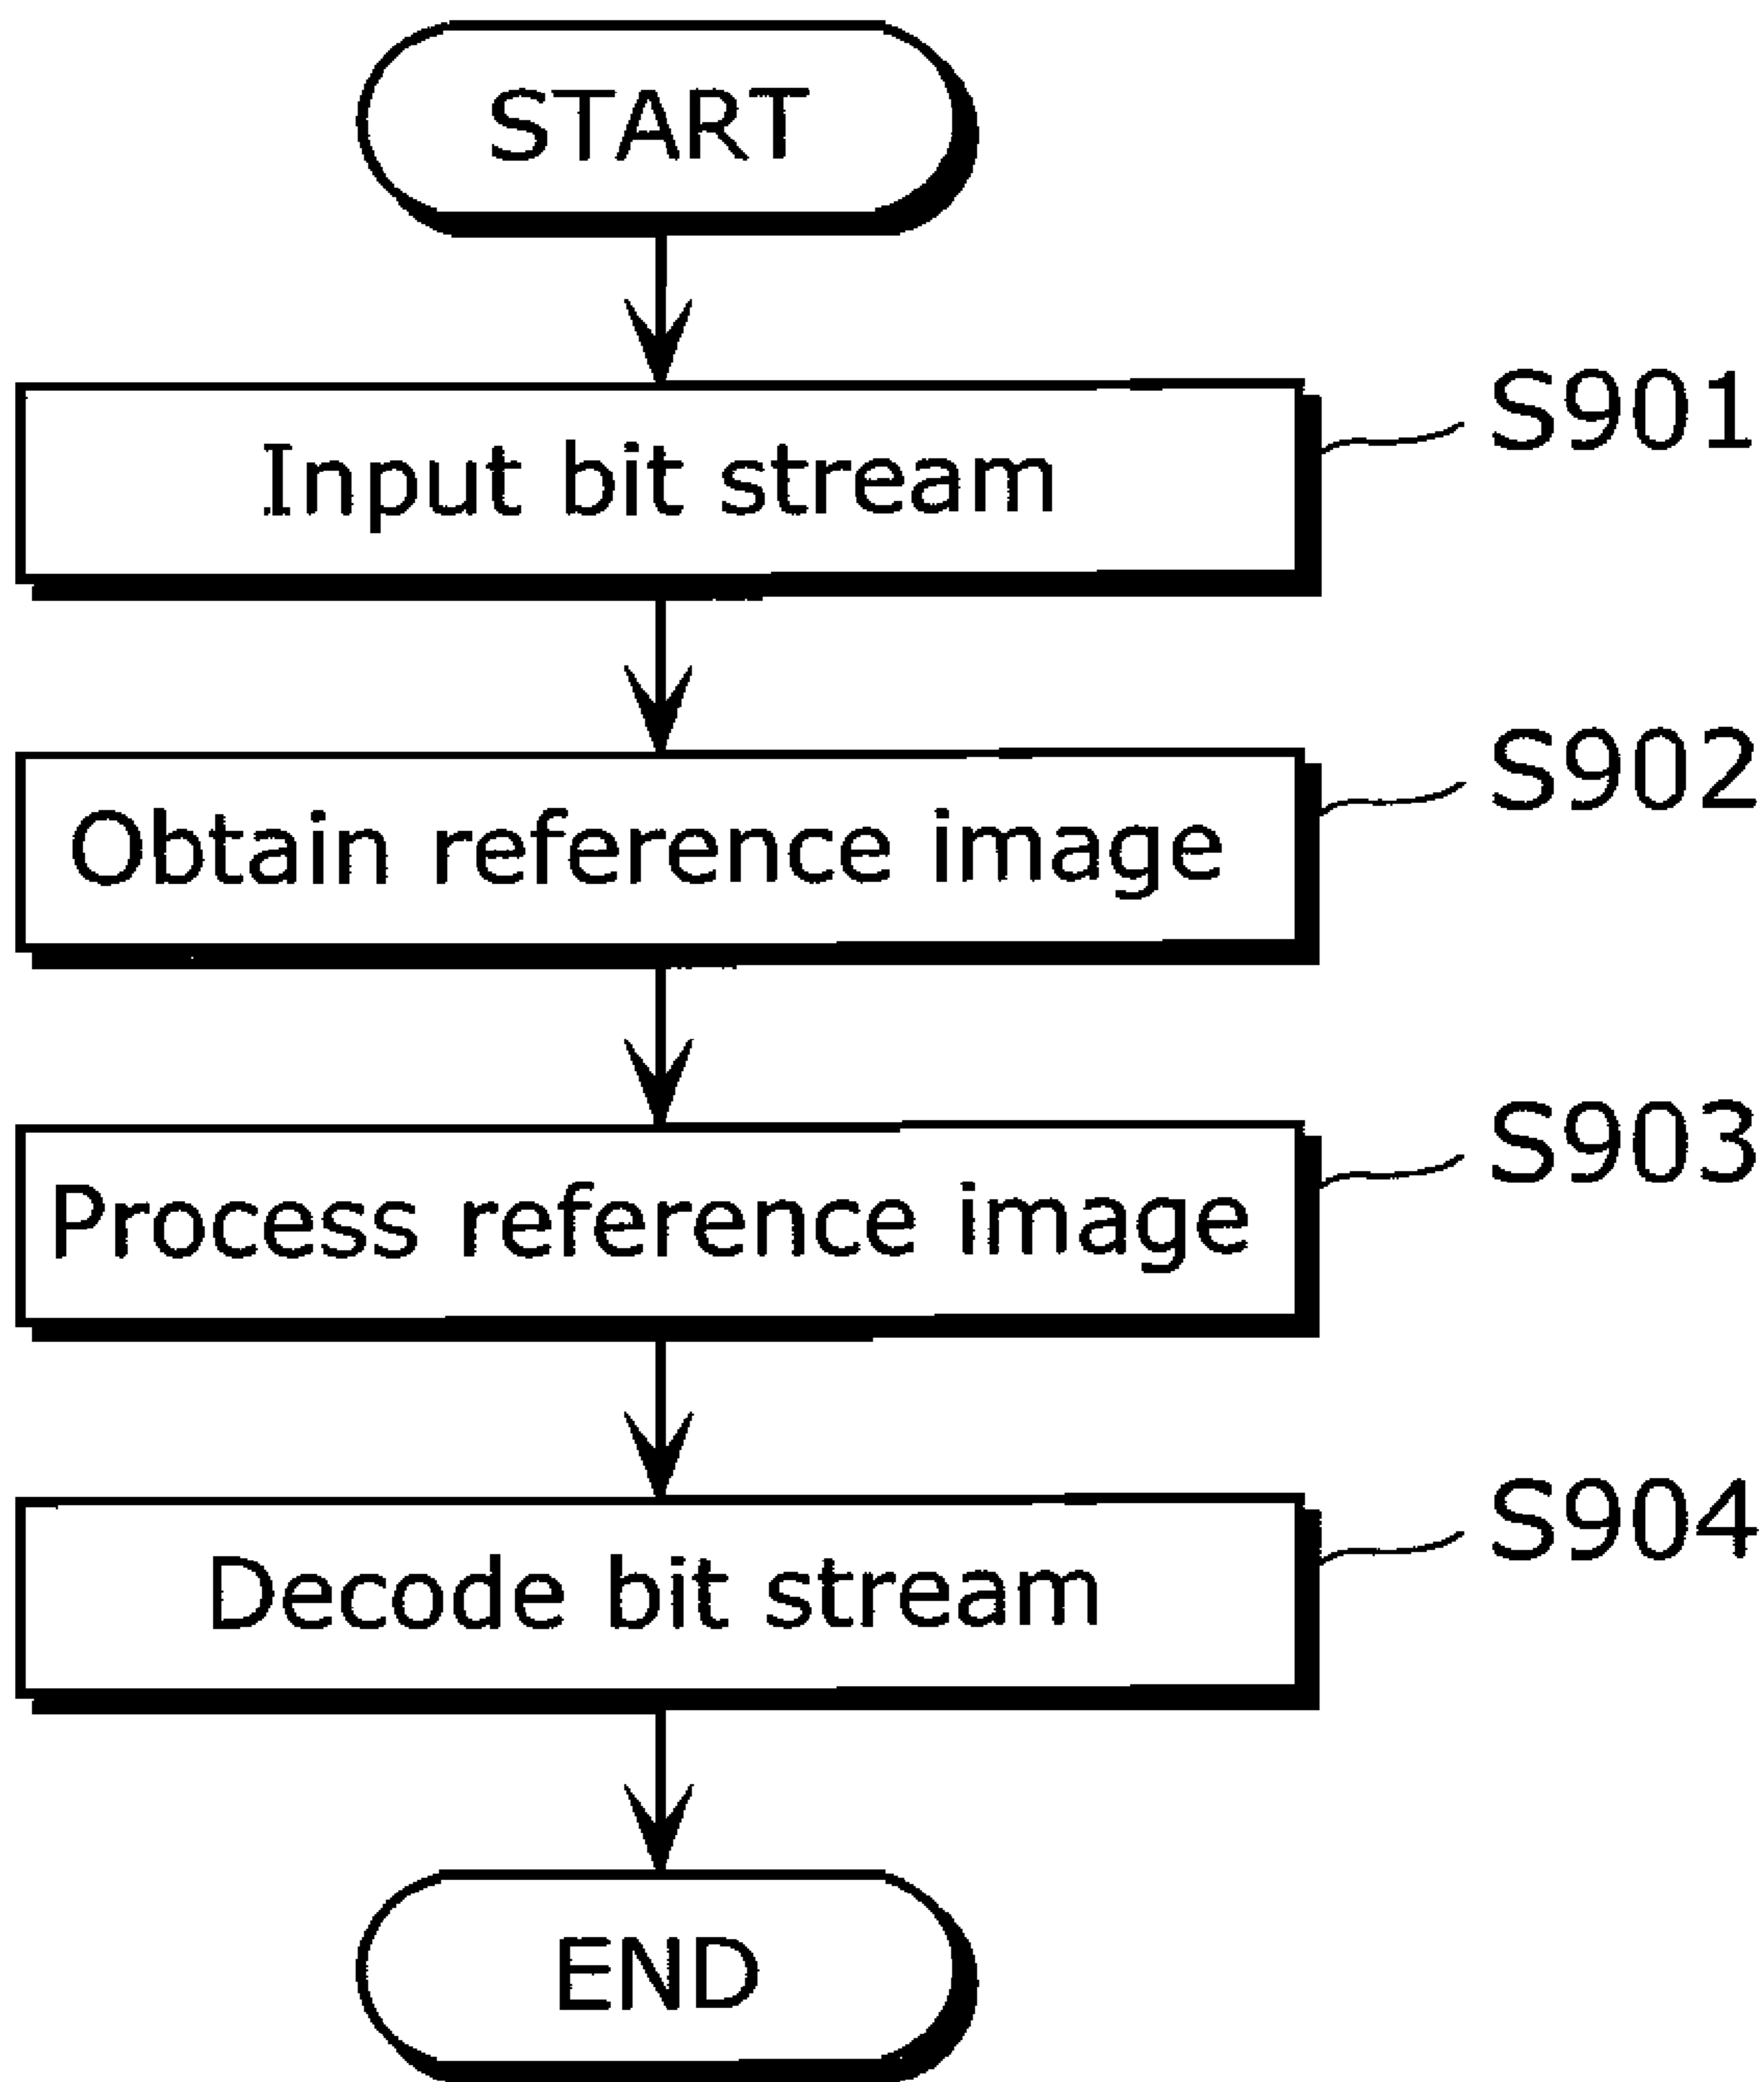 START
Input bit stream
S901
Obtain reference image
S902
Process reference image
S903
Decode bit stream
S904
END